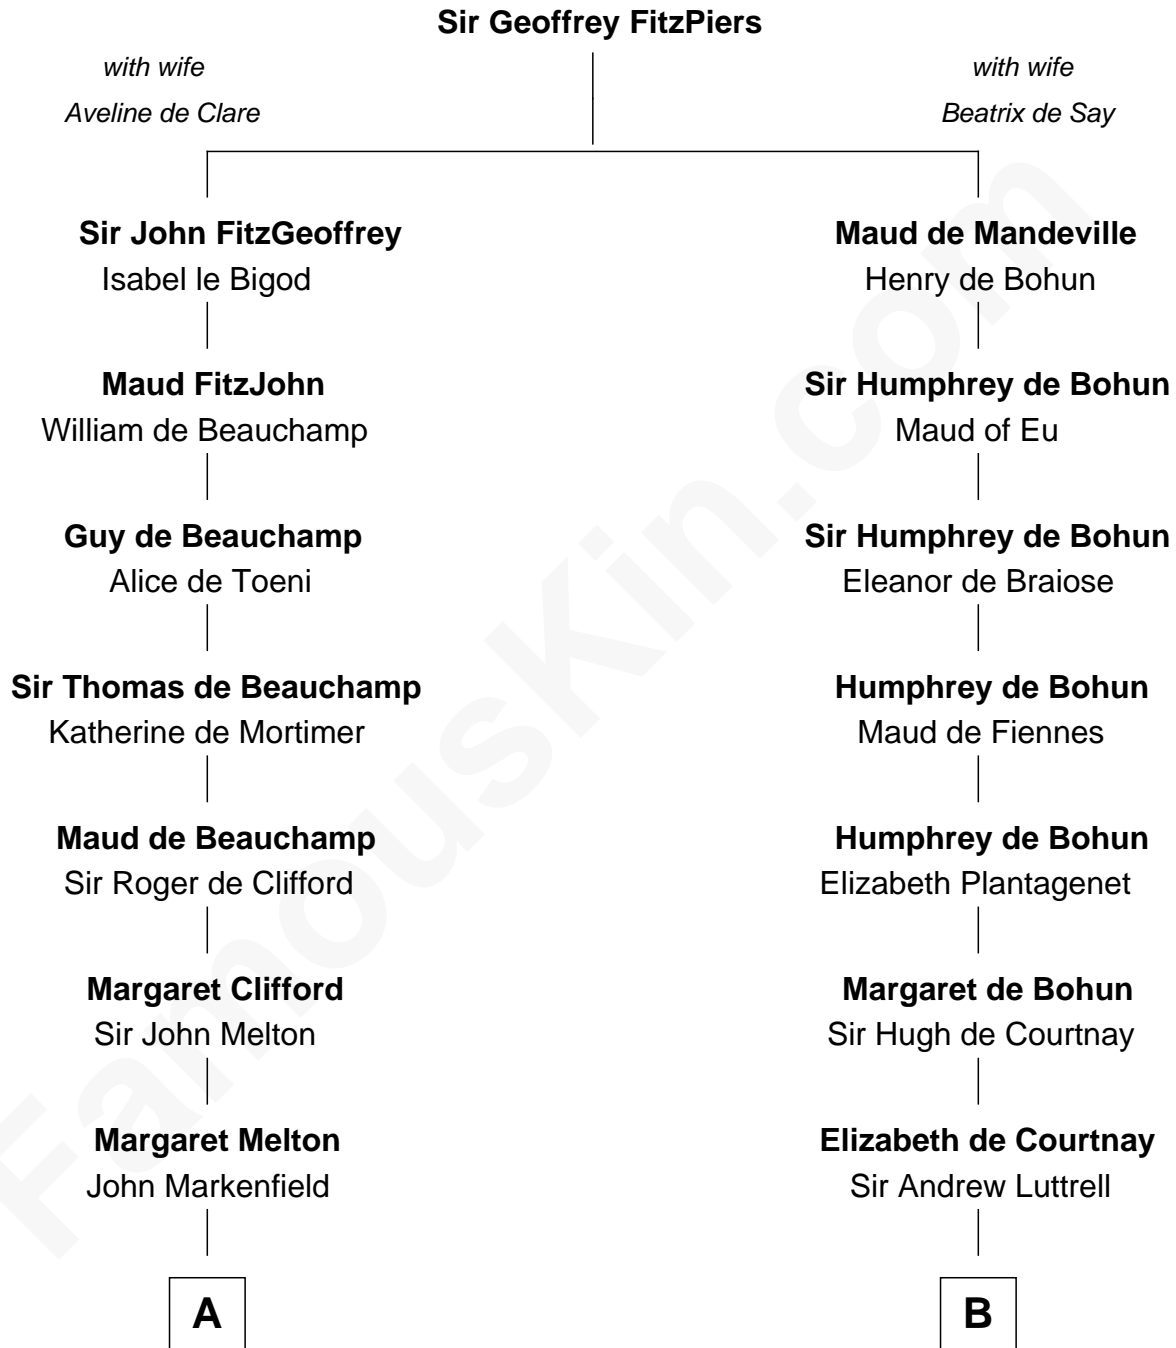 Sir Geoffrey FitzPiers
with wife
Aveline de Clare
with wife
Beatrix de Say
Sir John FitzGeoffrey
Isabel le Bigod
Maud de Mandeville
Henry de Bohun
Maud FitzJohn
William de Beauchamp
Sir Humphrey de Bohun
Maud of Eu
Guy de Beauchamp
Alice de Toeni
Sir Humphrey de Bohun
Eleanor de Braiose
Sir Thomas de Beauchamp
Katherine de Mortimer
Humphrey de Bohun
Maud de Fiennes
Maud de Beauchamp
Sir Roger de Clifford
Humphrey de Bohun
Elizabeth Plantagenet
Margaret Clifford
Sir John Melton
Margaret de Bohun
Sir Hugh de Courtnay
Margaret Melton
John Markenfield
Elizabeth de Courtnay
Sir Andrew Luttrell
A
B
FamousKin.com